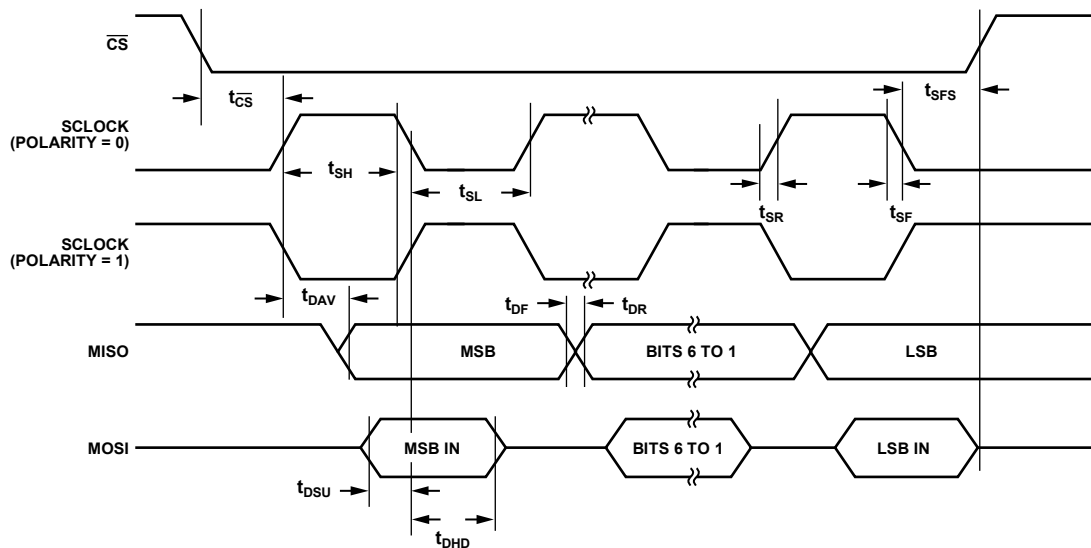 CS
tCS
tSFS
SCLOCK
(POLARITY = 0)
tSH
tSL
tSR
tSF
SCLOCK
(POLARITY = 1)
tDAV
tDF
tDR
MISO
MSB
BITS 6 TO 1
LSB
MOSI
MSB IN
BITS 6 TO 1
LSB IN
tDSU
tDHD